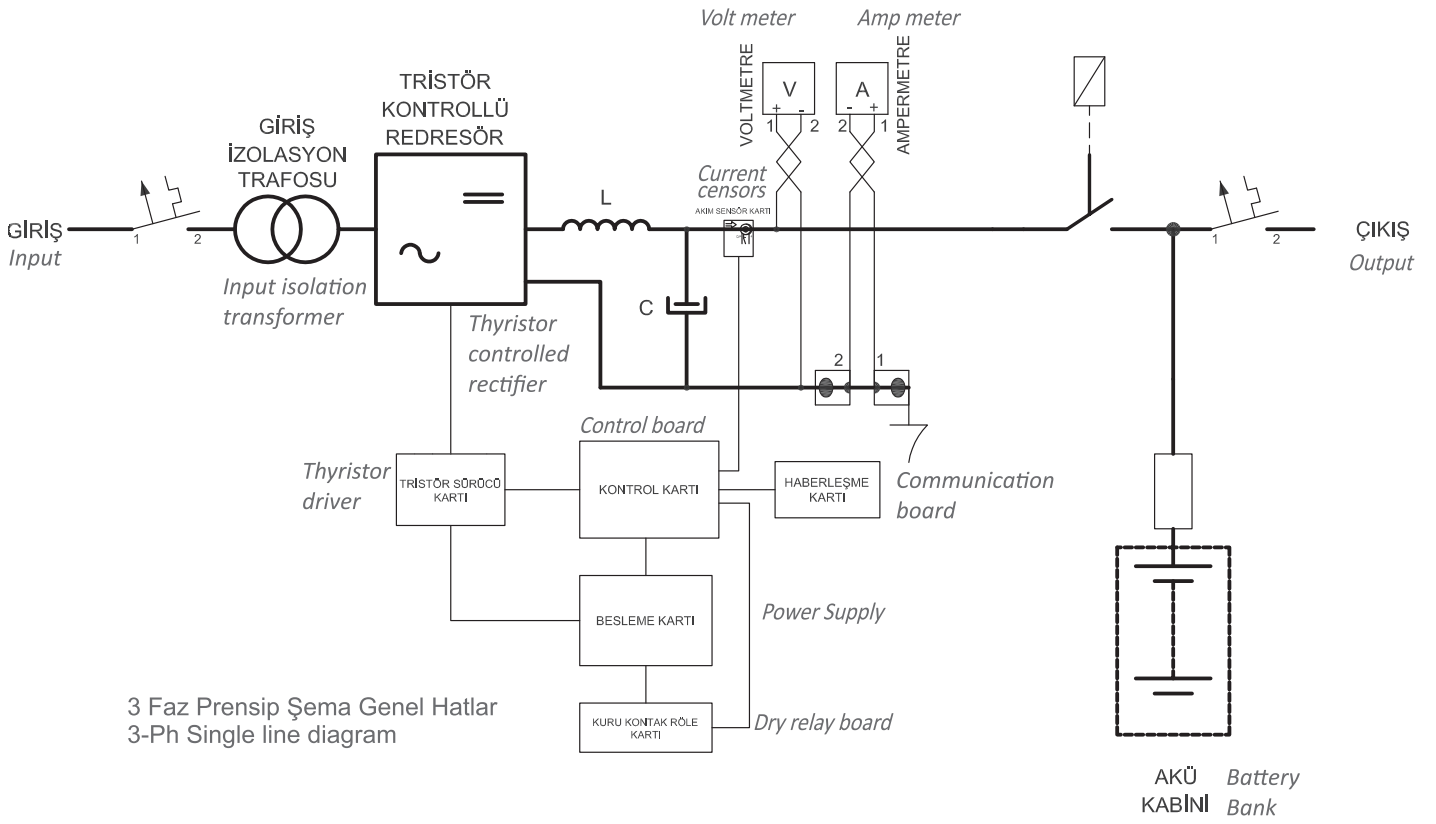 Volt meter
Amp meter
VOLTMETRE
V
+ -
1 2
A
- +
2 1
AMPERMETRE
TRİSTÖR
KONTROLLÜ
REDRESÖR
GİRİŞ
İZOLASYON
TRAFOSU
Current
censors
AKIM SENSÖR KARTI
L
GİRİŞ
Input
1 2
Input isolation
transformer
C
Thyristor
controlled
rectifier
1 2
ÇIKIŞ
Output
2 1
Control board
Thyristor
driver
TRİSTÖR SÜRÜCÜ
KARTI
KONTROL KARTI
HABERLEŞME
KARTI
Communication
board
BESLEME KARTI
Power Supply
KURU KONTAK RÖLE
KARTI
Dry relay board
3 Faz Prensip Şema Genel Hatlar
3-Ph Single line diagram
AKÜ
KABİNİ
Battery
Bank